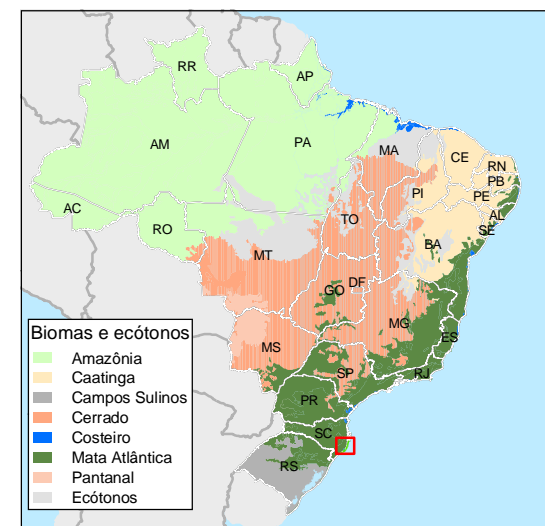 RR
AP
AM
PA
MA
CE
RN
PB
PE
AL
SE
PI
AC
RO
TO
BA
MT
DF
GO
MG
ES
MS
SP
RJ
PR
SC
RS
Biomas e ecótonos
Amazônia
Caatinga
Campos Sulinos
Cerrado
Costeiro
Mata Atlântica
Pantanal
Ecótonos